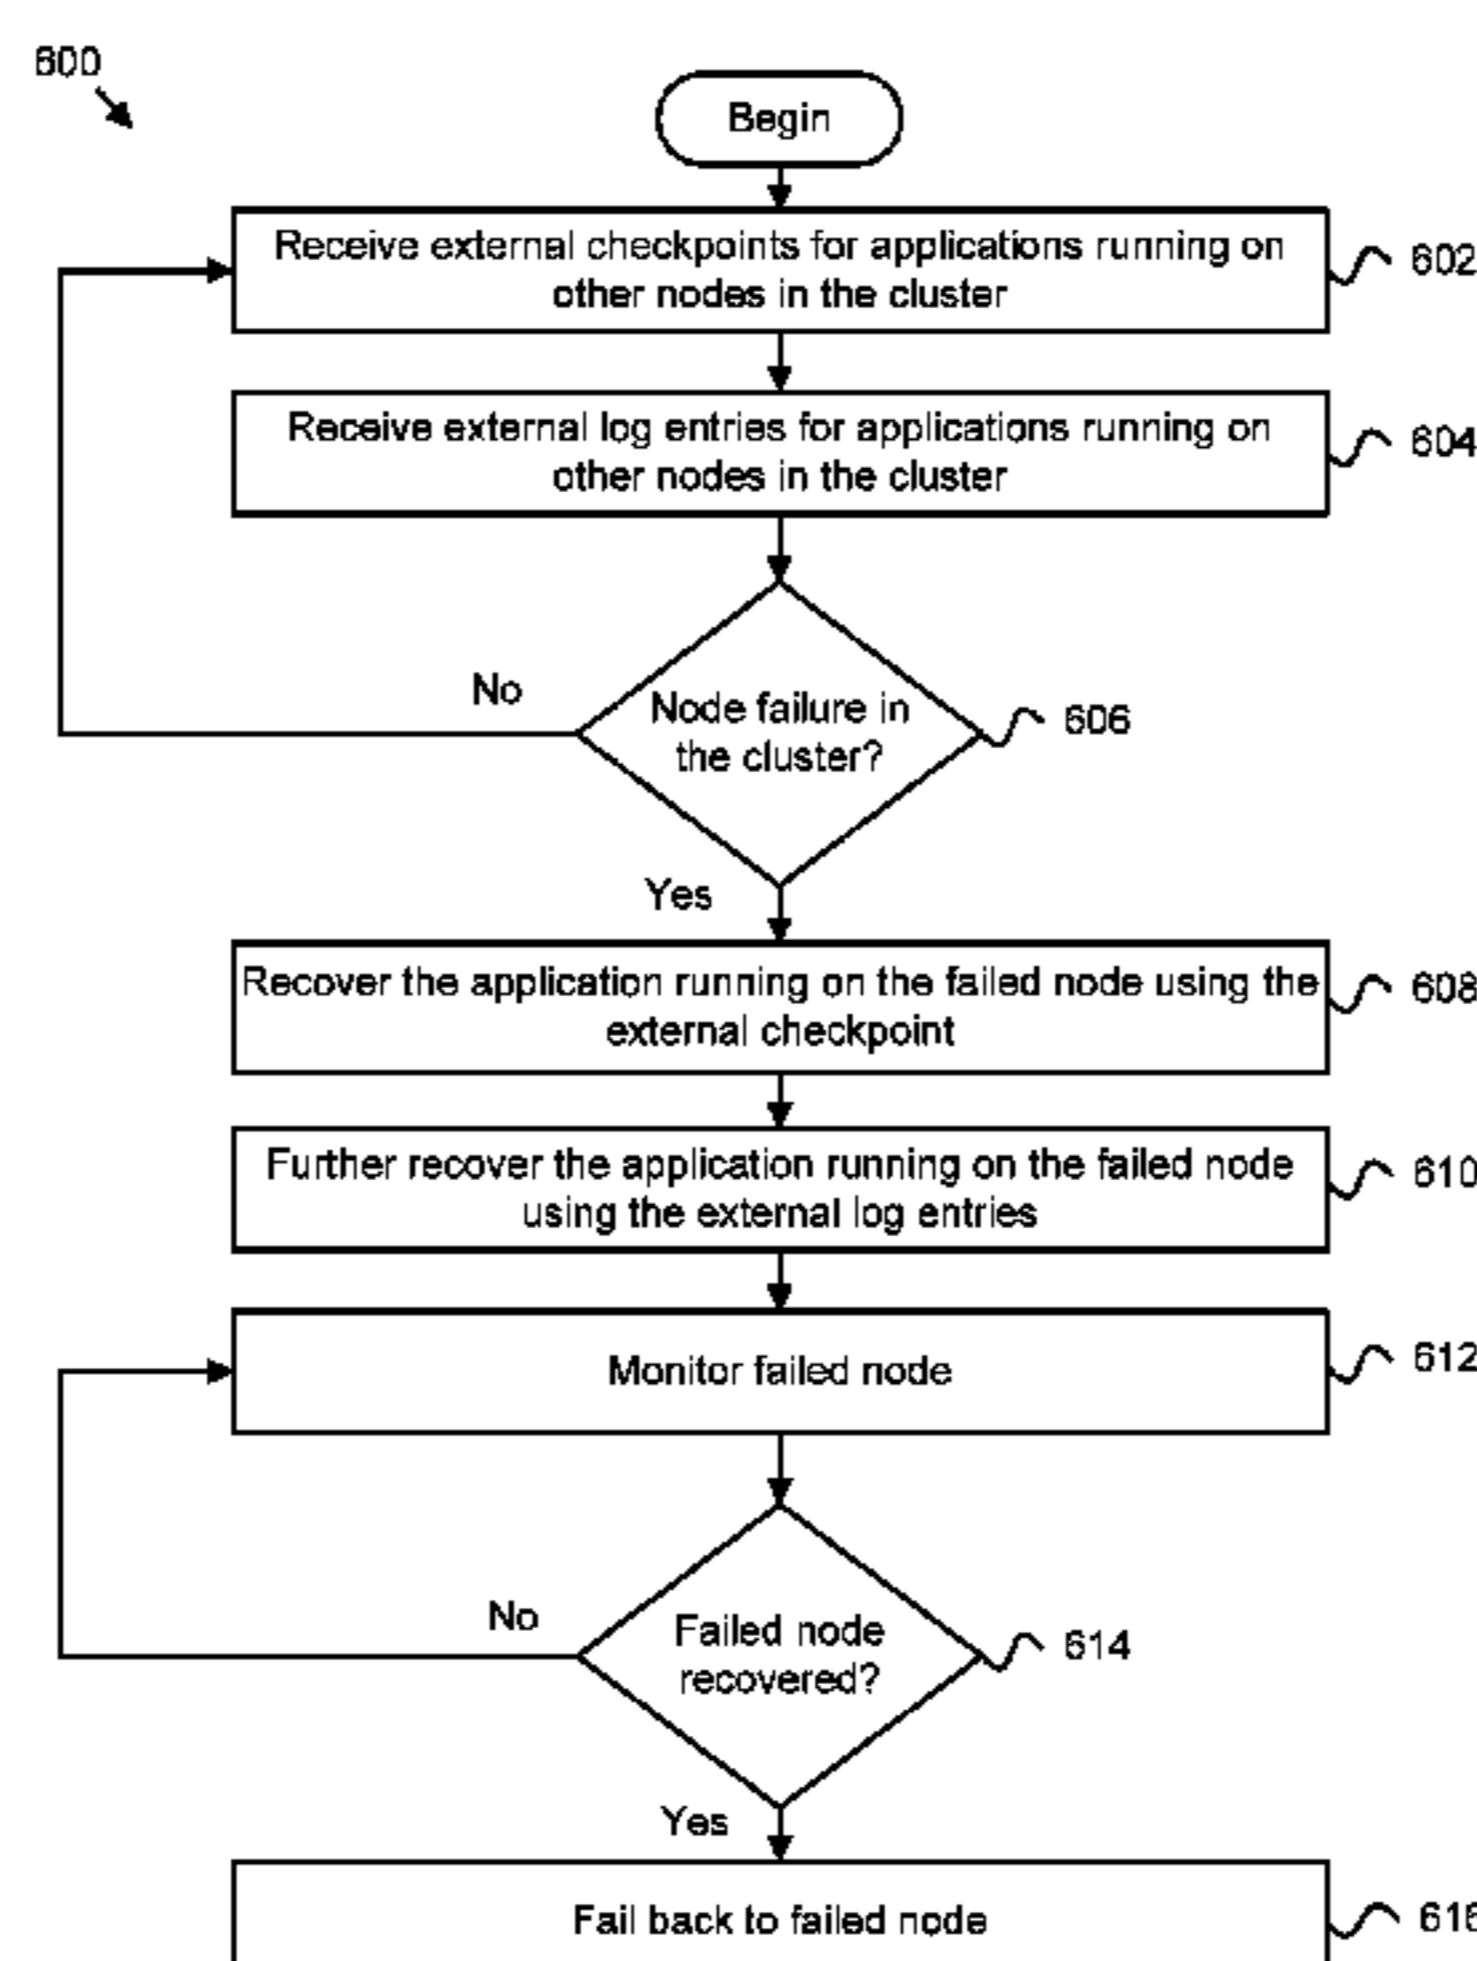 600
Begin
Receive external checkpoints for applications running on
other nodes in the cluster
602
Receive external log entries for applications running on
other nodes in the cluster
604
No
Node failure in
the cluster?
606
Yes
Recover the application running on the failed node using the
external checkpoint
608
Further recover the application running on the failed node
using the external log entries
610
Monitor failed node
612
No
Failed node
recovered?
614
Yes
Fail back to failed node